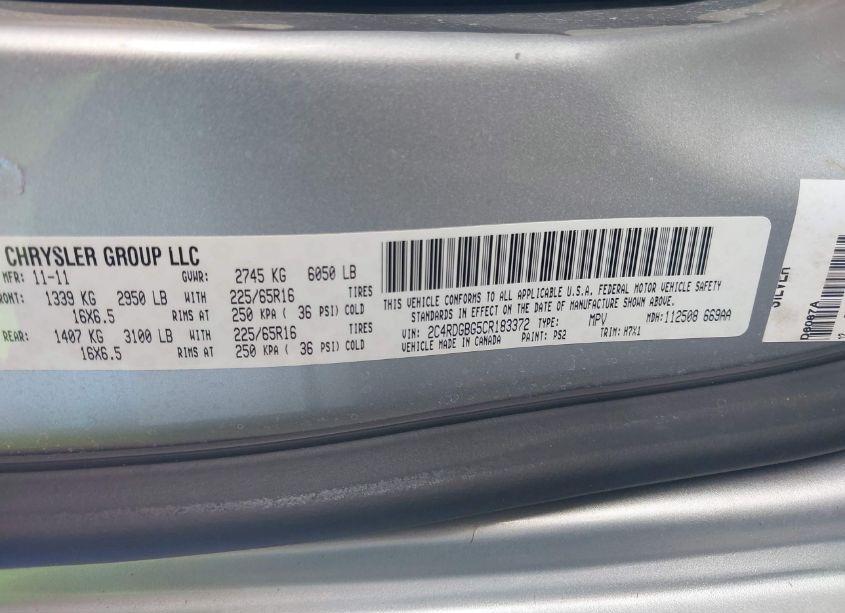 CHRYSLER GROUP LLC
MFR: 11-11 GVWR: 2745 KG 6050 LB
FRONT: 1339 KG 2950 LB WITH 225/65R16 TIRES
16X6.5 RIMS AT 250 KPA ( 36 PSI) COLD
REAR: 1407 KG 3100 LB WITH 225/65R16 TIRES
16X6.5 RIMS AT 250 KPA ( 36 PSI) COLD
THIS VEHICLE CONFORMS TO ALL APPLICABLE U.S.A. FEDERAL MOTOR VEHICLE SAFETY
STANDARDS IN EFFECT ON THE DATE OF MANUFACTURE SHOWN ABOVE.
VIN: 2C4RDGBG5CR183372 TYPE: MPV MDH: 112508 669AA
VEHICLE MADE IN CANADA PAINT: PS2 TRIM: H7X1
D8087A